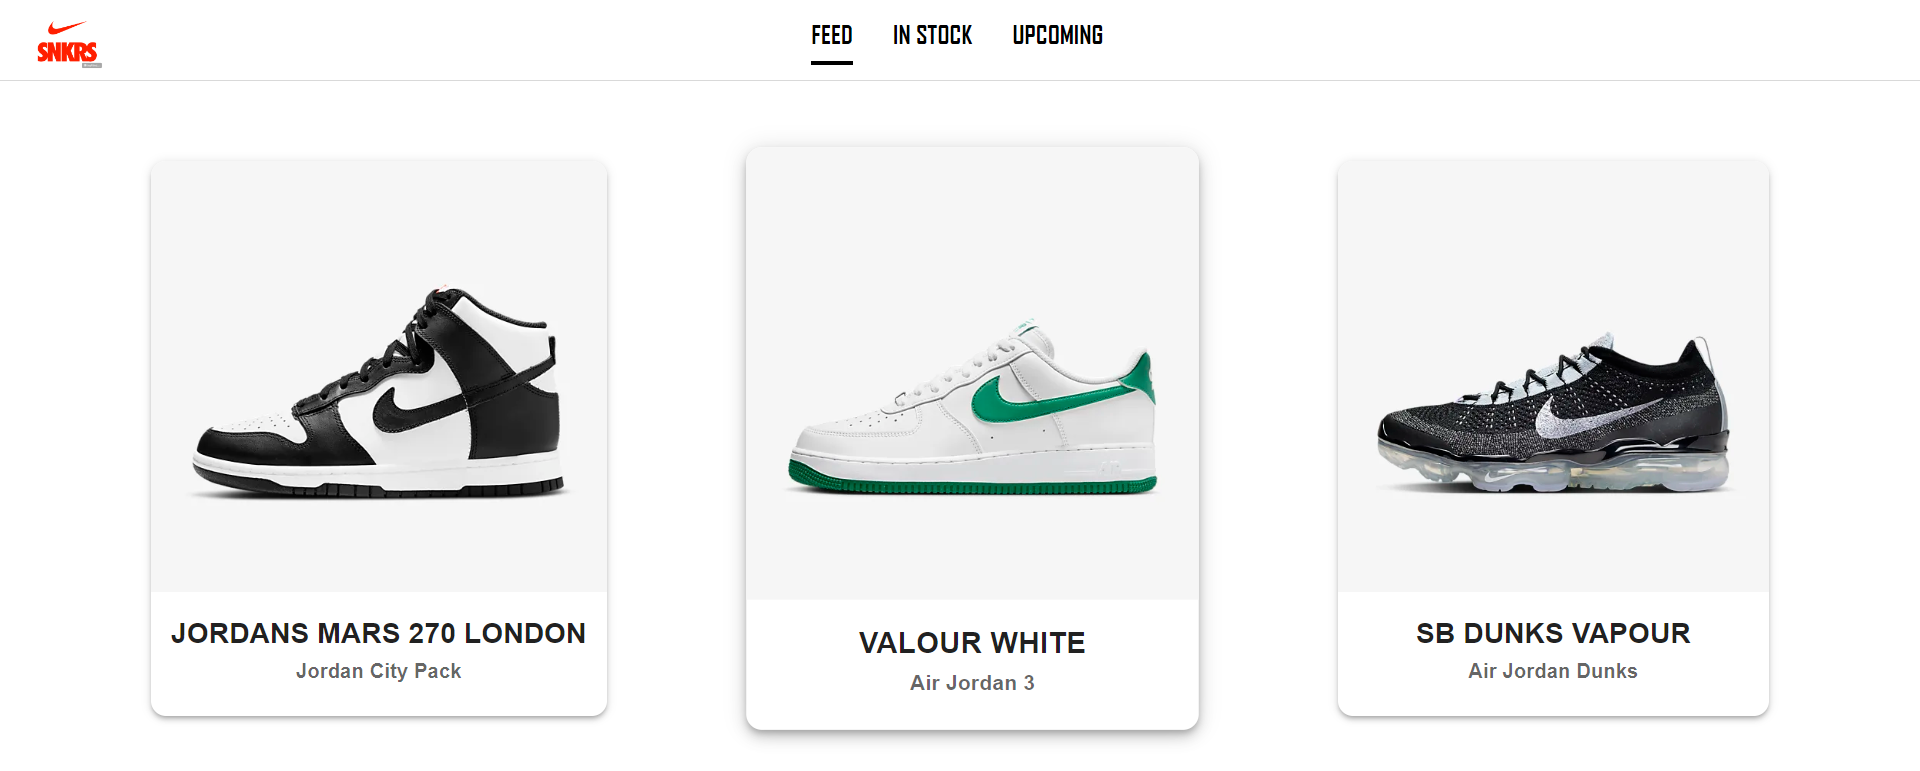 SNKRS
FEED IN STOCK UPCOMING
JORDANS MARS 270 LONDON
Jordan City Pack
VALOUR WHITE
Air Jordan 3
SB DUNKS VAPOUR
Air Jordan Dunks